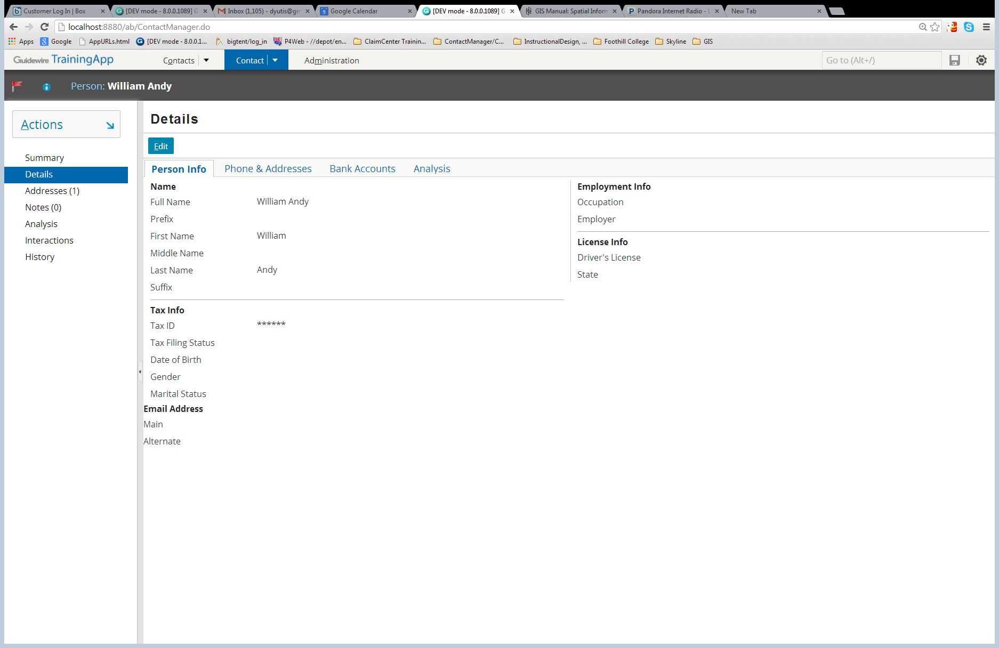 Customer Log In | Box
[DEV mode - 8.0.0.1089] G
Inbox (1,105) - dyutis@gm
Google Calendar
[DEV mode - 8.0.0.1089] G
GIS Manual: Spatial Inform
Pandora Internet Radio - L
New Tab
localhost:8880/ab/ContactManager.do
Apps
Google
AppURLs.html
[DEV mode - 8.0.0.1...
bigtent/log_in
P4Web - //depot/en...
ClaimCenter Trainin...
ContactManager/C...
InstructionalDesign, ...
Foothill College
Skyline
GIS
Guidewire TrainingApp
Contacts
Contact
Administration
Go to (Alt+/)
Person: William Andy
Actions
Summary
Details
Addresses (1)
Notes (0)
Analysis
Interactions
History
Details
Edit
Person Info
Phone & Addresses
Bank Accounts
Analysis
Name
Full Name William Andy
Prefix
First Name William
Middle Name
Last Name Andy
Suffix
Tax Info
Tax ID ******
Tax Filing Status
Date of Birth
Gender
Marital Status
Email Address
Main
Alternate
Employment Info
Occupation
Employer
License Info
Driver's License
State